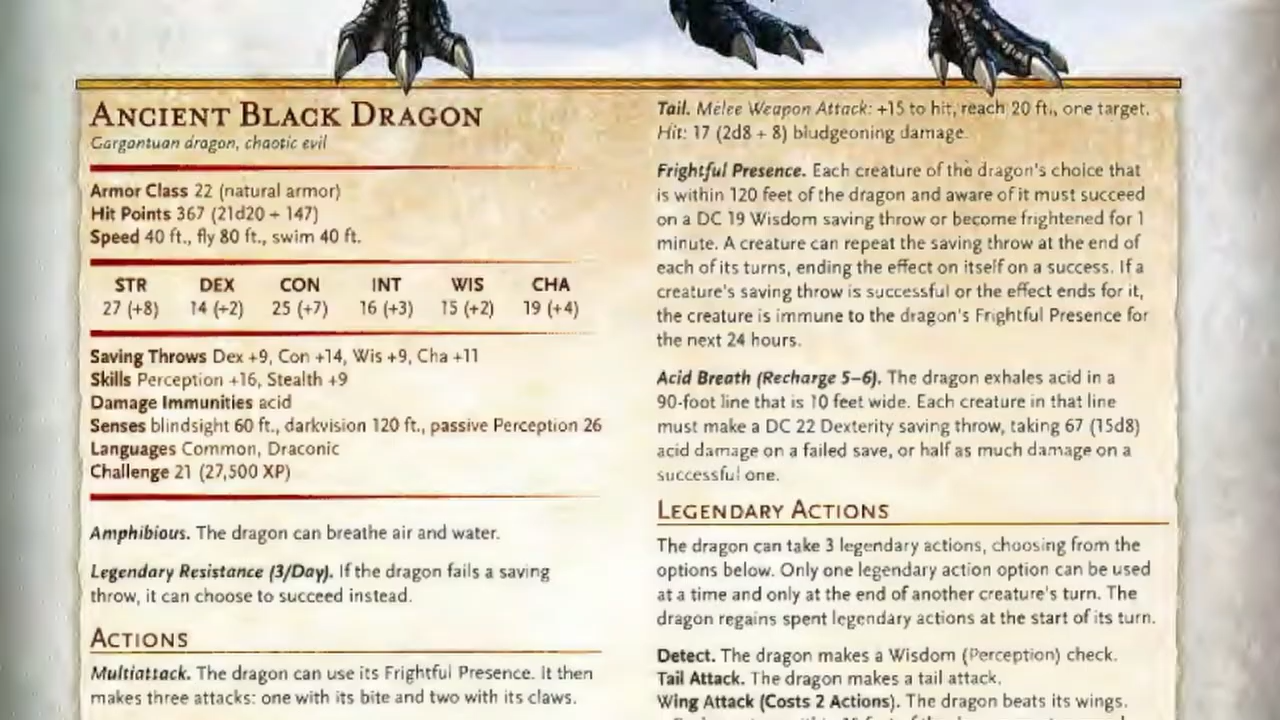 ANCIENT BLACK DRAGON
Gargantuan dragon, chaotic evil
Armor Class 22 (natural armor)
Hit Points 367 (21d20 + 147)
Speed 40 ft., fly 80 ft., swim 40 ft.
STR DEX CON INT WIS CHA
27 (+8) 14 (+2) 25 (+7) 16 (+3) 15 (+2) 19 (+4)
Saving Throws Dex +9, Con +14, Wis +9, Cha +11
Skills Perception +16, Stealth +9
Damage Immunities acid
Senses blindsight 60 ft., darkvision 120 ft., passive Perception 26
Languages Common, Draconic
Challenge 21 (27,500 XP)
Amphibious. The dragon can breathe air and water.
Legendary Resistance (3/Day). If the dragon fails a saving
throw, it can choose to succeed instead.
ACTIONS
Multiattack. The dragon can use its Frightful Presence. It then
makes three attacks: one with its bite and two with its claws.
Tail. Melee Weapon Attack: +15 to hit, reach 20 ft., one target.
Hit: 17 (2d8 + 8) bludgeoning damage.
Frightful Presence. Each creature of the dragon's choice that
is within 120 feet of the dragon and aware of it must succeed
on a DC 19 Wisdom saving throw or become frightened for 1
minute. A creature can repeat the saving throw at the end of
each of its turns, ending the effect on itself on a success. If a
creature's saving throw is successful or the effect ends for it,
the creature is immune to the dragon's Frightful Presence for
the next 24 hours.
Acid Breath (Recharge 5–6). The dragon exhales acid in a
90-foot line that is 10 feet wide. Each creature in that line
must make a DC 22 Dexterity saving throw, taking 67 (15d8)
acid damage on a failed save, or half as much damage on a
successful one.
LEGENDARY ACTIONS
The dragon can take 3 legendary actions, choosing from the
options below. Only one legendary action option can be used
at a time and only at the end of another creature's turn. The
dragon regains spent legendary actions at the start of its turn.
Detect. The dragon makes a Wisdom (Perception) check.
Tail Attack. The dragon makes a tail attack.
Wing Attack (Costs 2 Actions). The dragon beats its wings.